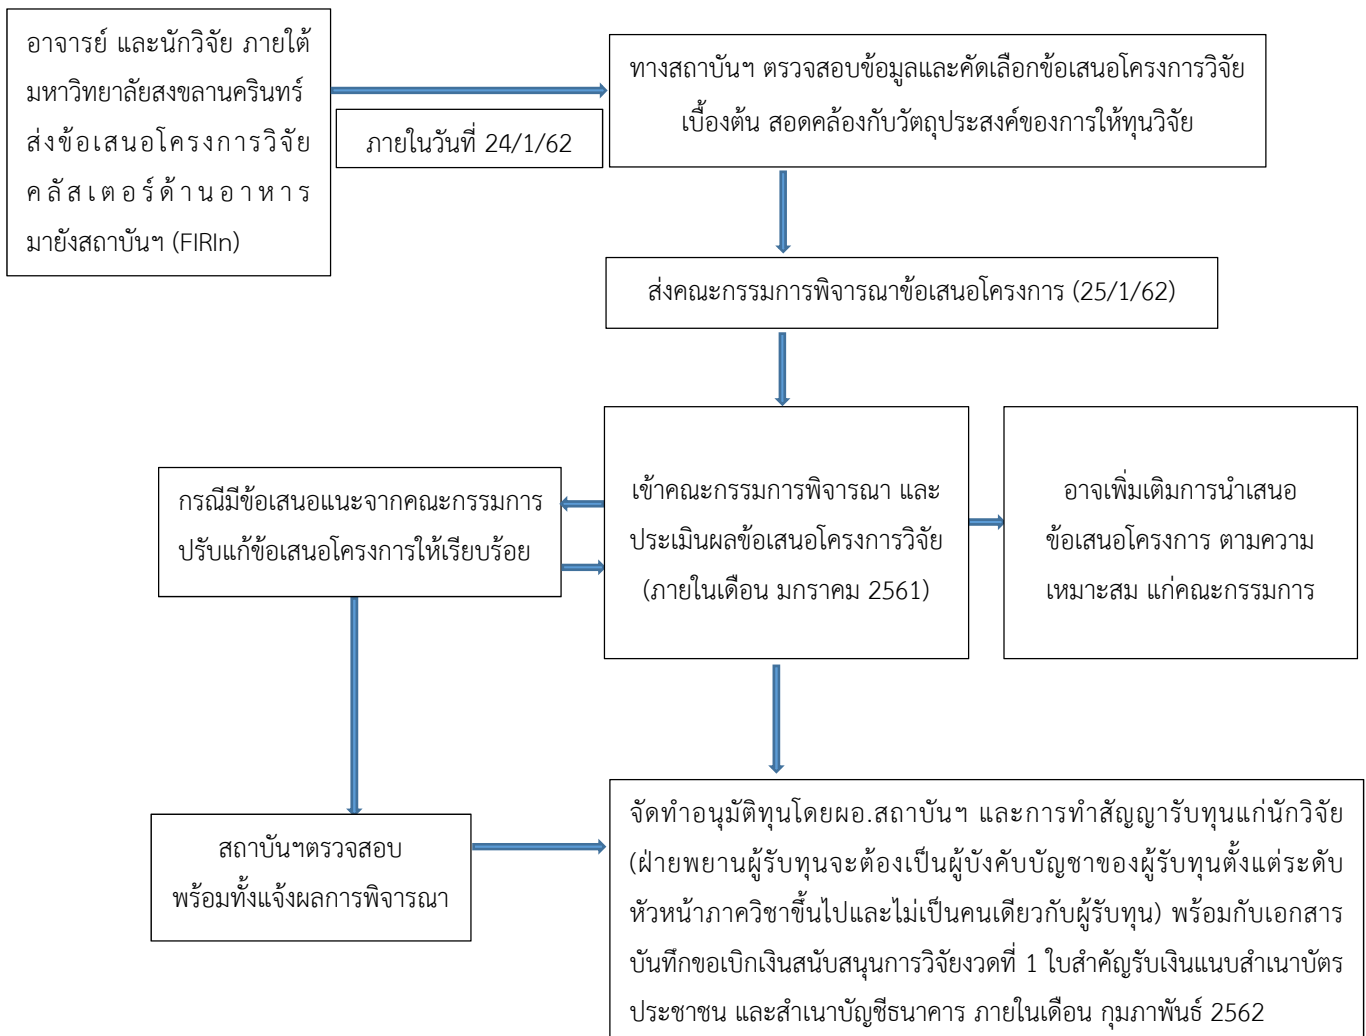 อาจารย์ และนักวิจัย ภายใต้
มหาวิทยาลัยสงขลานครินทร์
ส่งข้อเสนอโครงการวิจัย
คลัสเตอร์ด้านอาหาร
มายังสถาบันฯ (FIRIn)
ภายในวันที่ 24/1/62
ทางสถาบันฯ ตรวจสอบข้อมูลและคัดเลือกข้อเสนอโครงการวิจัย
เบื้องต้น สอดคล้องกับวัตถุประสงค์ของการให้ทุนวิจัย
ส่งคณะกรรมการพิจารณาข้อเสนอโครงการ (25/1/62)
กรณีมีข้อเสนอแนะจากคณะกรรมการ
ปรับแก้ข้อเสนอโครงการให้เรียบร้อย
เข้าคณะกรรมการพิจารณา และ
ประเมินผลข้อเสนอโครงการวิจัย
(ภายในเดือน มกราคม 2561)
อาจเพิ่มเติมการนำเสนอ
ข้อเสนอโครงการ ตามความ
เหมาะสม แก่คณะกรรมการ
สถาบันฯตรวจสอบ
พร้อมทั้งแจ้งผลการพิจารณา
จัดทำอนุมัติทุนโดยผอ.สถาบันฯ และการทำสัญญารับทุนแก่นักวิจัย
(ฝ่ายพยานผู้รับทุนจะต้องเป็นผู้บังคับบัญชาของผู้รับทุนตั้งแต่ระดับ
หัวหน้าภาควิชาขึ้นไปและไม่เป็นคนเดียวกับผู้รับทุน) พร้อมกับเอกสาร
บันทึกขอเบิกเงินสนับสนุนการวิจัยงวดที่ 1 ใบสำคัญรับเงินแนบสำเนาบัตร
ประชาชน และสำเนาบัญชีธนาคาร ภายในเดือน กุมภาพันธ์ 2562